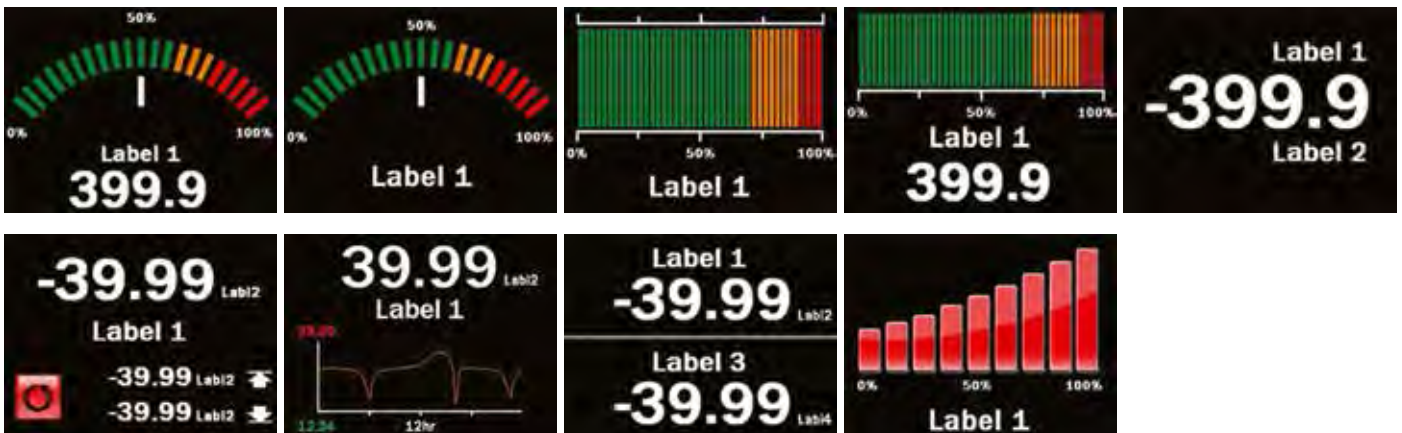 50%
0%
100%
Label 1
399.9
50%
0%
100%
Label 1
0%
50%
100%
Label 1
0%
50%
100%
Label 1
399.9
Label 1
-399.9
Label 2
-39.99 Labl2
Label 1
-39.99 Labl2
-39.99 Labl2
39.99 Labl2
Label 1
12hr
Label 1
-39.99 Labl2
Label 3
-39.99 Labl4
0%
50%
100%
Label 1